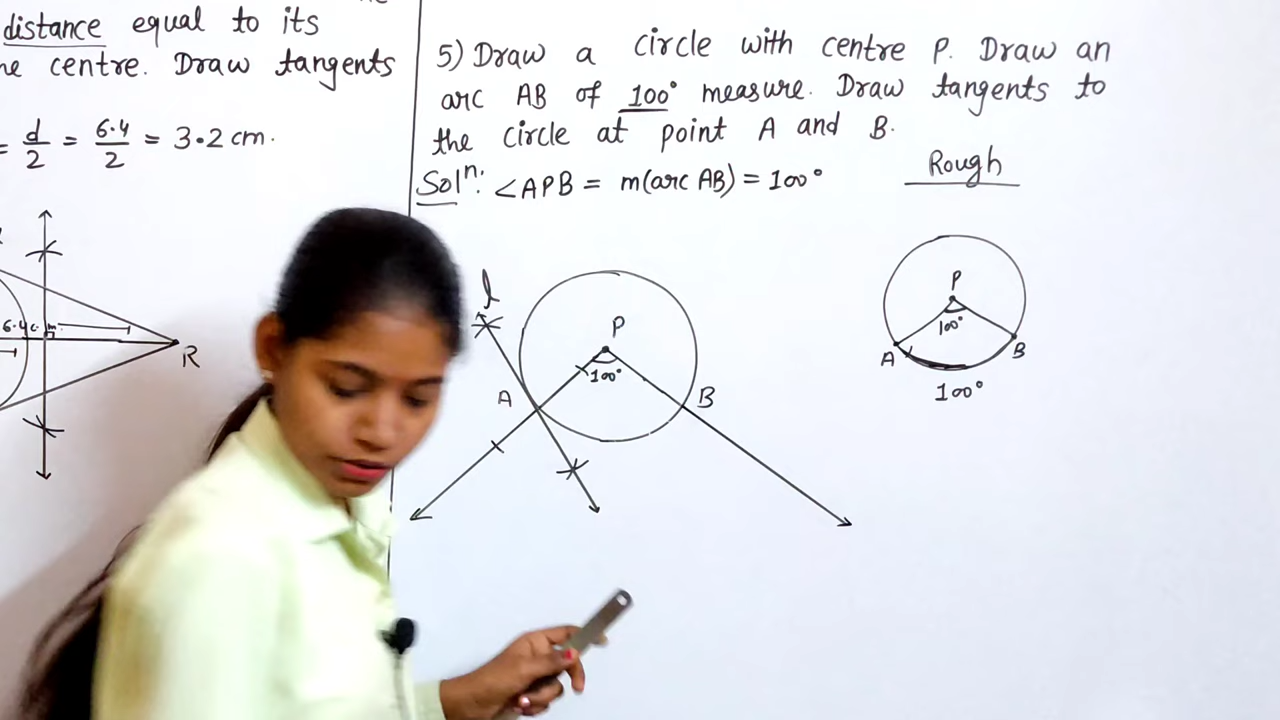 distance equal to its
centre. Draw tangents
= d/2 = 6.4/2 = 3.2 cm.
6.4 c.m.
R
5) Draw a circle with centre P. Draw an
arc AB of 100° measure. Draw tangents to
the circle at point A and B.
Solⁿ: ∠APB = m(arc AB) = 100°
Rough
l
P
100°
A
B
P
100°
A
B
100°